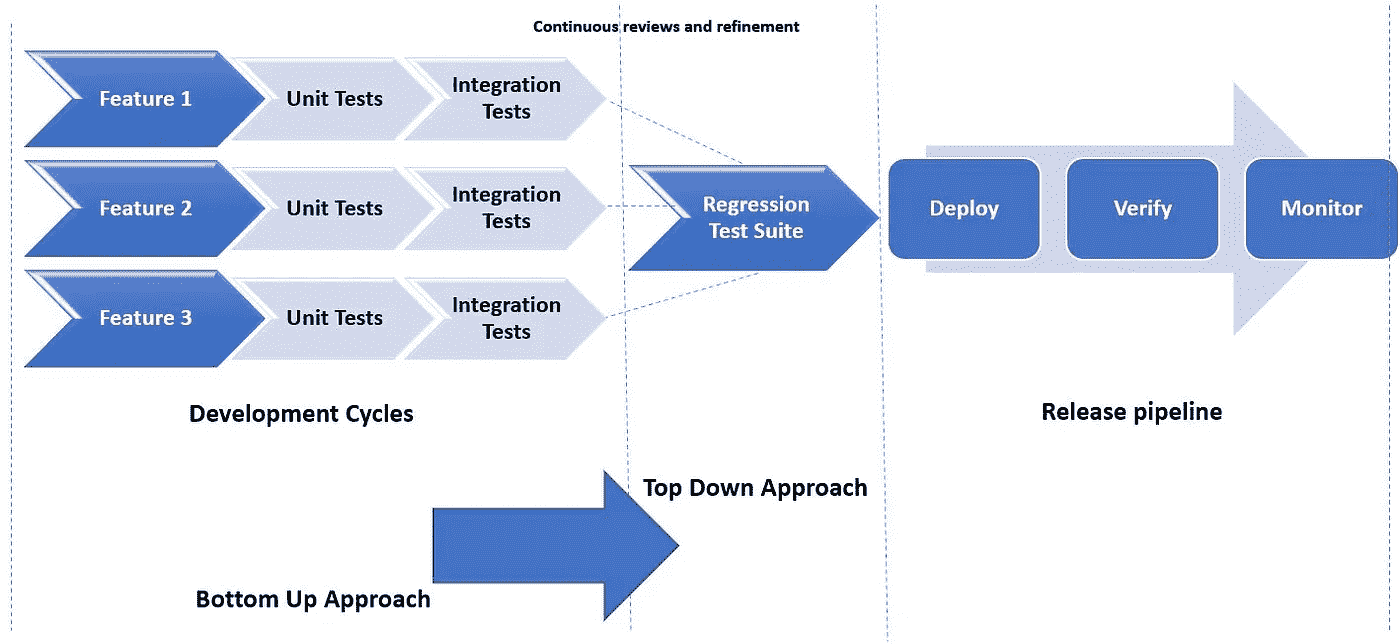 Continuous reviews and refinement
Feature 1
Unit Tests
Integration
Tests
Feature 2
Unit Tests
Integration
Tests
Feature 3
Unit Tests
Integration
Tests
Regression
Test Suite
Deploy
Verify
Monitor
Development Cycles
Release pipeline
Top Down Approach
Bottom Up Approach